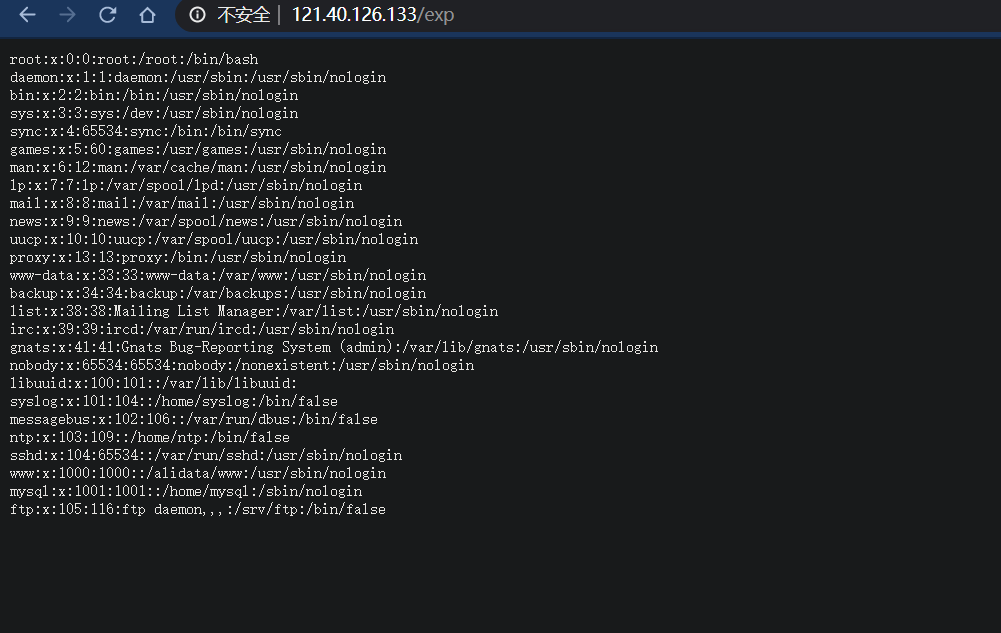 不安全 | 121.40.126.133/exp
root:x:0:0:root:/root:/bin/bash
daemon:x:1:1:daemon:/usr/sbin:/usr/sbin/nologin
bin:x:2:2:bin:/bin:/usr/sbin/nologin
sys:x:3:3:sys:/dev:/usr/sbin/nologin
sync:x:4:65534:sync:/bin:/bin/sync
games:x:5:60:games:/usr/games:/usr/sbin/nologin
man:x:6:12:man:/var/cache/man:/usr/sbin/nologin
lp:x:7:7:lp:/var/spool/lpd:/usr/sbin/nologin
mail:x:8:8:mail:/var/mail:/usr/sbin/nologin
news:x:9:9:news:/var/spool/news:/usr/sbin/nologin
uucp:x:10:10:uucp:/var/spool/uucp:/usr/sbin/nologin
proxy:x:13:13:proxy:/bin:/usr/sbin/nologin
www-data:x:33:33:www-data:/var/www:/usr/sbin/nologin
backup:x:34:34:backup:/var/backups:/usr/sbin/nologin
list:x:38:38:Mailing List Manager:/var/list:/usr/sbin/nologin
irc:x:39:39:ircd:/var/run/ircd:/usr/sbin/nologin
gnats:x:41:41:Gnats Bug-Reporting System (admin):/var/lib/gnats:/usr/sbin/nologin
nobody:x:65534:65534:nobody:/nonexistent:/usr/sbin/nologin
libuuid:x:100:101::/var/lib/libuuid:
syslog:x:101:104::/home/syslog:/bin/false
messagebus:x:102:106::/var/run/dbus:/bin/false
ntp:x:103:109::/home/ntp:/bin/false
sshd:x:104:65534::/var/run/sshd:/usr/sbin/nologin
www:x:1000:1000::/alidata/www:/usr/sbin/nologin
mysql:x:1001:1001::/home/mysql:/sbin/nologin
ftp:x:105:116:ftp daemon,,,:/srv/ftp:/bin/false